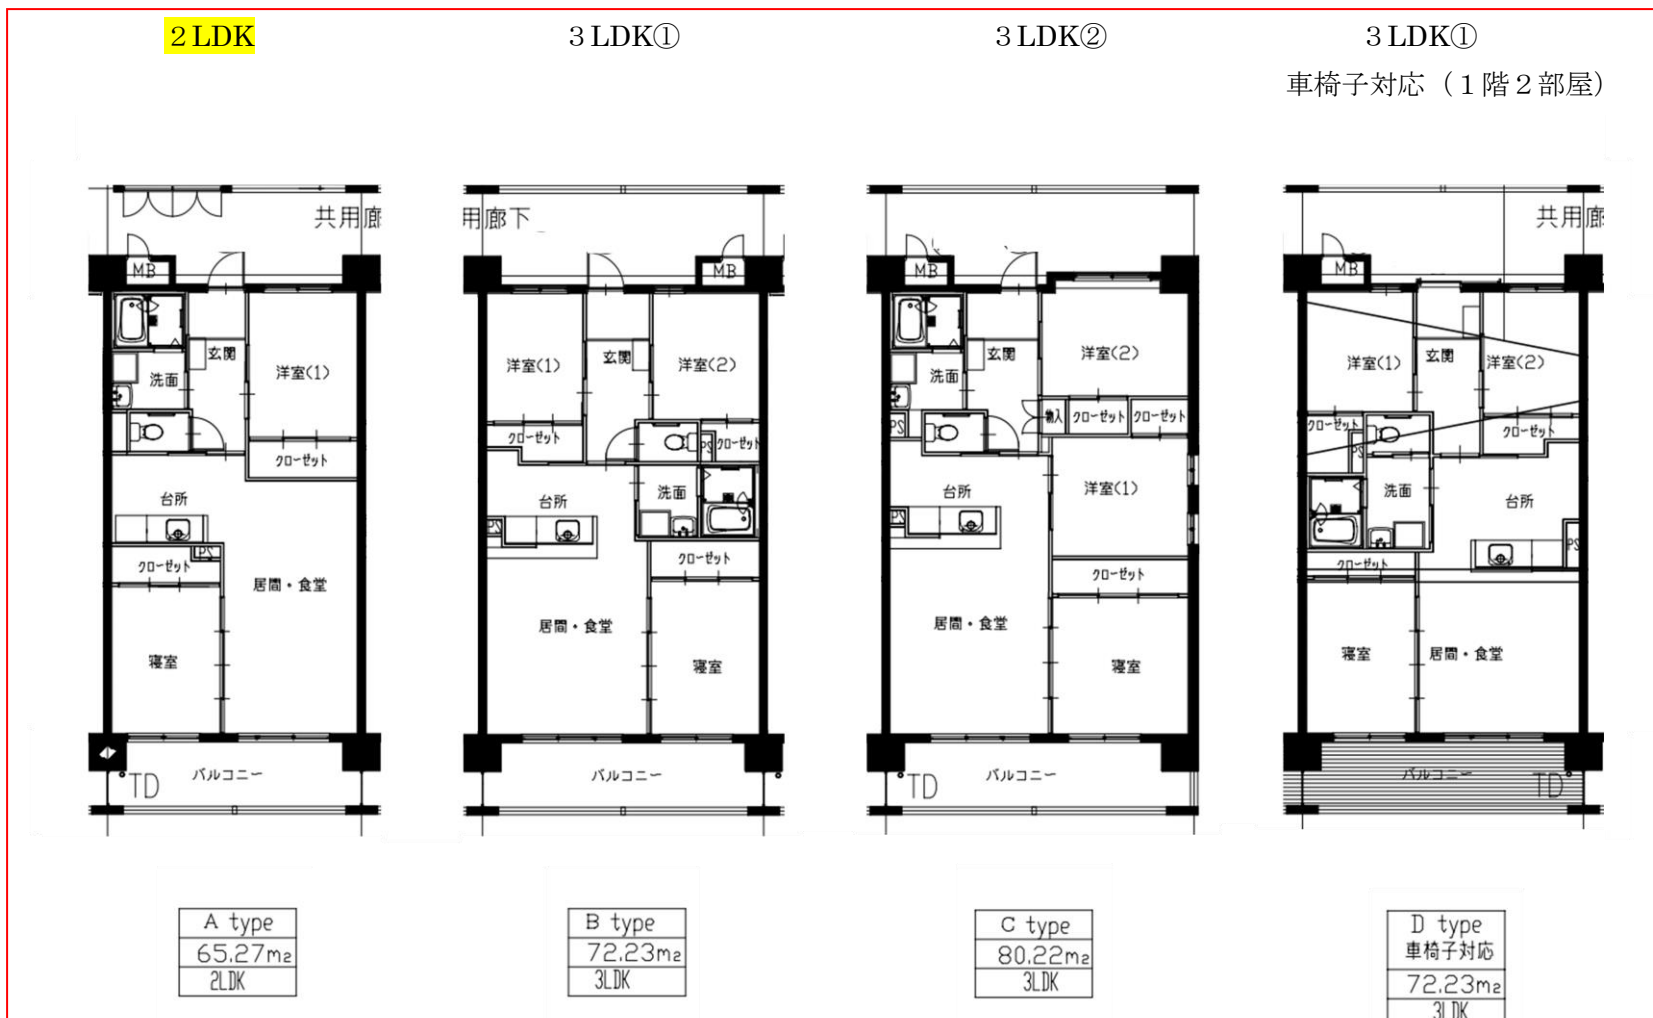 ２LDK
３LDK①
３LDK②
３LDK①
車椅子対応（１階２部屋）
共用廊
MB
玄関
洋室(1)
洗面
クローゼット
台所
PS
クローゼット
居間・食堂
寝室
バルコニー
TD
A type
65.27m2
2LDK
用廊下
MB
洋室(1)
玄関
洋室(2)
クローゼット
PS
クローゼット
台所
洗面
PS
クローゼット
居間・食堂
寝室
バルコニー
B type
72.23m2
3LDK
MB
玄関
洋室(2)
洗面
物入
クローゼット
クローゼット
PS
台所
洋室(1)
PS
クローゼット
居間・食堂
寝室
バルコニー
TD
C type
80.22m2
3LDK
共用廊
MB
洋室(1)
玄関
洋室(2)
クローゼット
PS
クローゼット
洗面
台所
PS
クローゼット
寝室
居間・食堂
バルコニー
TD
D type
車椅子対応
72.23m2
3LDK